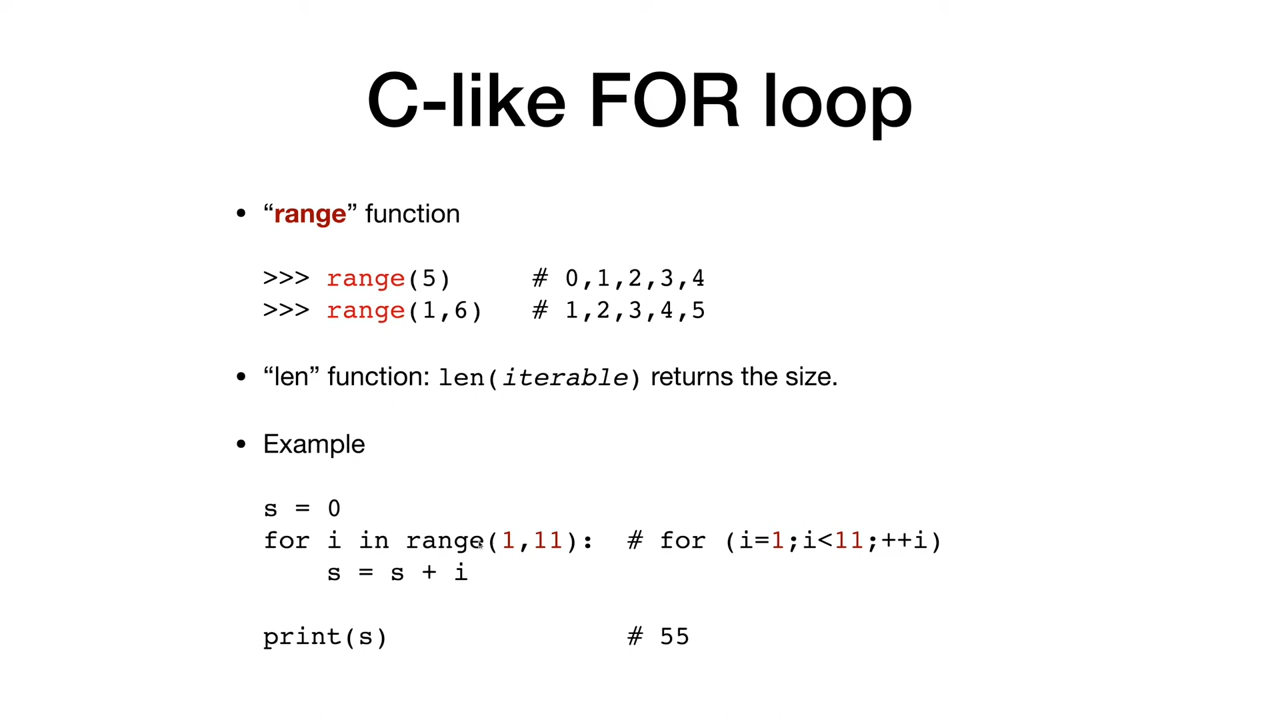 C-like FOR loop
• “range” function
>>> range(5)     # 0,1,2,3,4
>>> range(1,6)   # 1,2,3,4,5
• “len” function: len(iterable) returns the size.
• Example
s = 0
for i in range(1,11):  # for (i=1;i<11;++i)
    s = s + i
print(s)               # 55